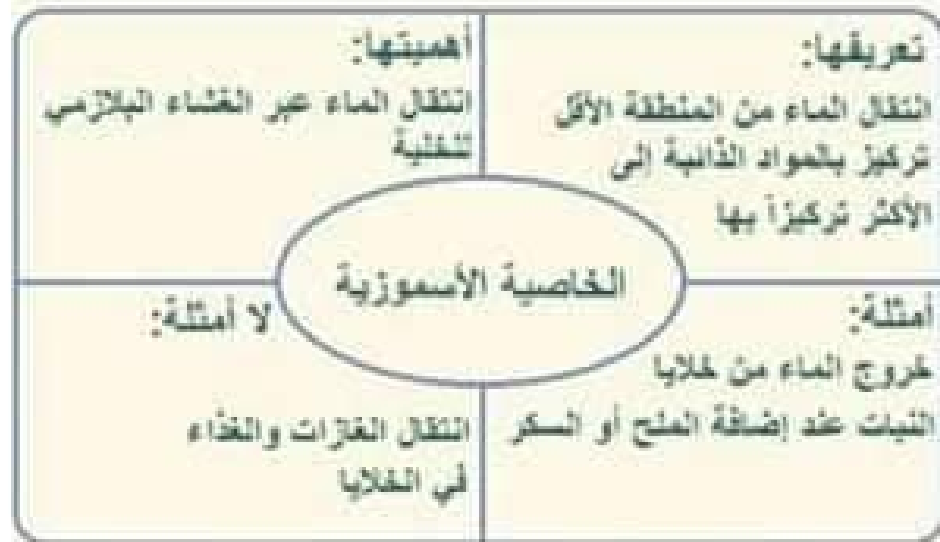 تعريفها:
انتقال الماء من المنطقة الأقل
تركيز بالمواد الذائبة إلى
الأكثر تركيزاً بها
أهميتها:
انتقال الماء عبر الغشاء البلازمي
للخلية
الخاصية الأسموزية
أمثلة:
خروج الماء من خلايا
النبات عند إضافة الملح أو السكر
لا أمثلة:
انتقال الغازات والغذاء
في الخلايا